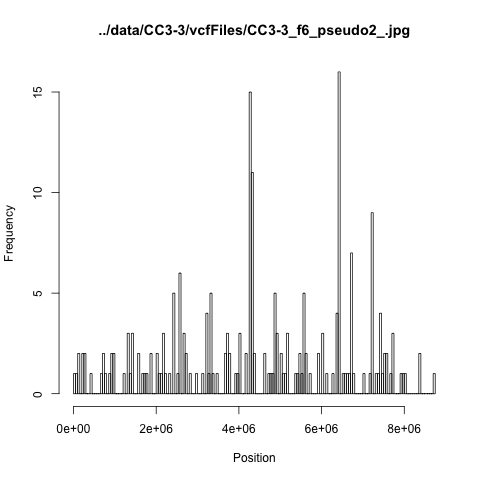 ../data/CC3-3/vcfFiles/CC3-3_f6_pseudo2_.jpg
15
10
5
0
Frequency
0e+00 2e+06 4e+06 6e+06 8e+06
Position